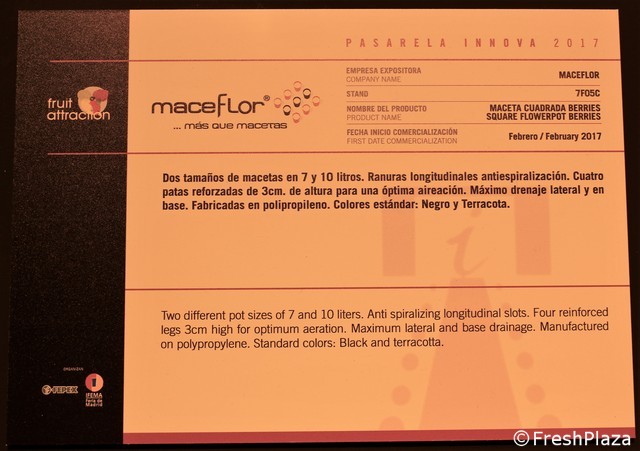 PASARELA INNOVA 2017
fruit
attraction
maceflor®
... más que macetas
EMPRESA EXPOSITORA
COMPANY NAME
MACEFLOR
STAND
7F05C
NOMBRE DEL PRODUCTO
PRODUCT NAME
MACETA CUADRADA BERRIES
SQUARE FLOWERPOT BERRIES
FECHA INICIO COMERCIALIZACIÓN
FIRST DATE COMMERCIALIZATION
Febrero / February 2017
Dos tamaños de macetas en 7 y 10 litros. Ranuras longitudinales antiespiralización. Cuatro
patas reforzadas de 3cm. de altura para una óptima aireación. Máximo drenaje lateral y en
base. Fabricadas en polipropileno. Colores estándar: Negro y Terracota.
Two different pot sizes of 7 and 10 liters. Anti spiralizing longitudinal slots. Four reinforced
legs 3cm high for optimum aeration. Maximum lateral and base drainage. Manufactured
on polypropylene. Standard colors: Black and terracotta.
FEPEX
IFEMA
Feria de
Madrid
©FreshPlaza